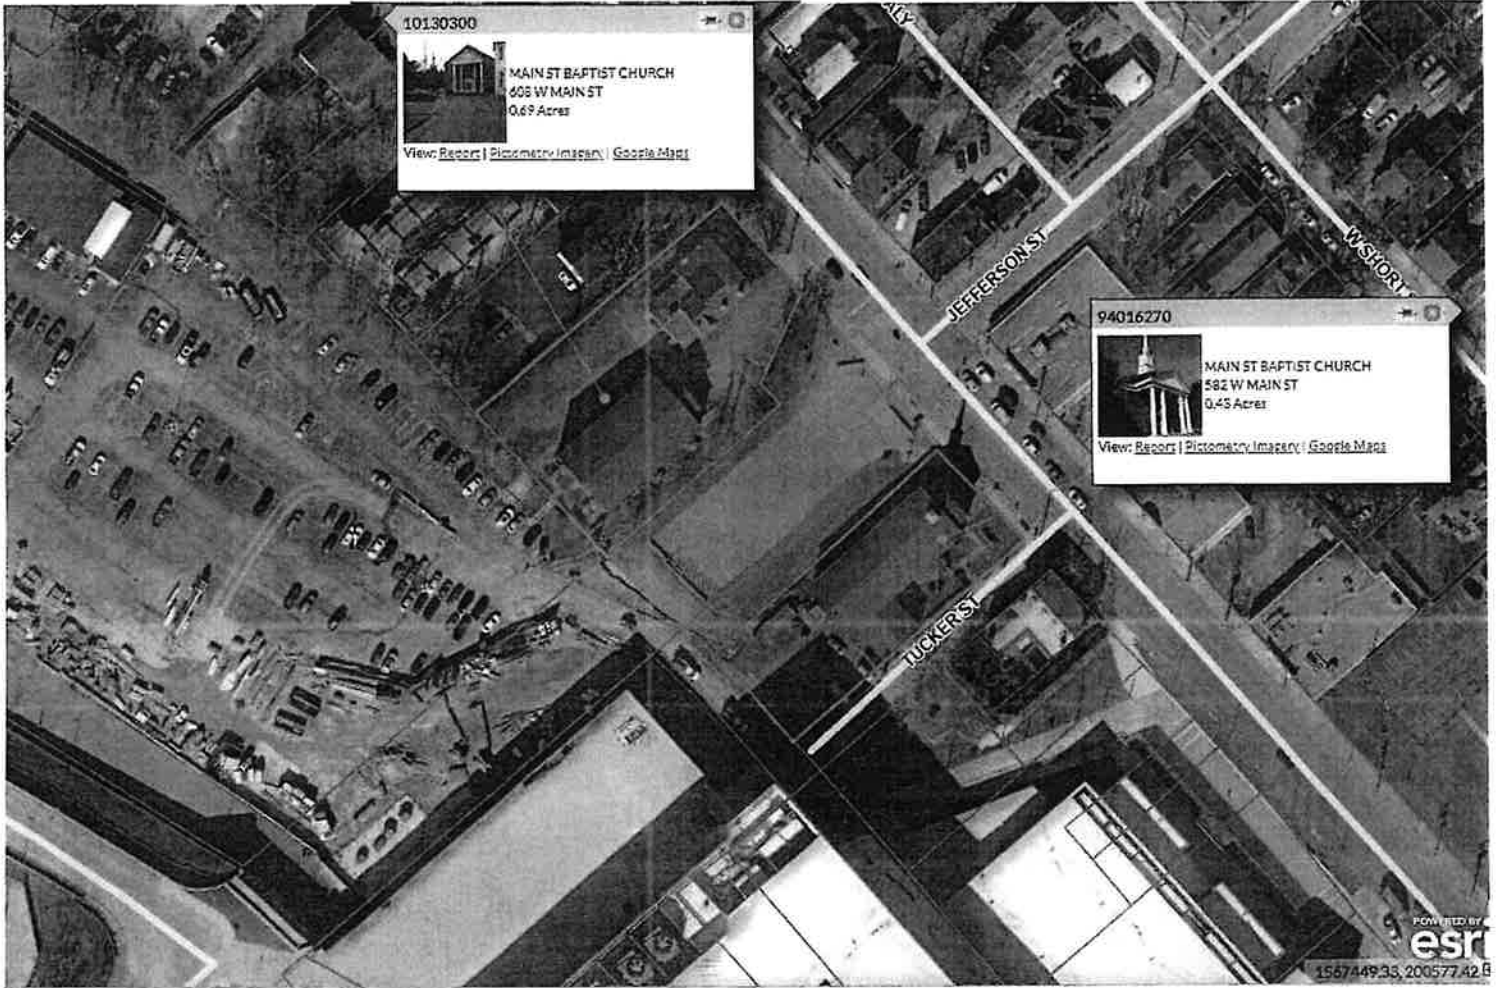 10130300
MAIN ST BAPTIST CHURCH
608 W MAIN ST
0.69 Acres
View: Report | Pictometry Imagery | Google Maps
ALY
JEFFERSON ST
W SHORT
94016270
MAIN ST BAPTIST CHURCH
582 W MAIN ST
0.43 Acres
View: Report | Pictometry Imagery | Google Maps
TUCKER ST
POWERED BY
esri
1567449.33, 200577.42